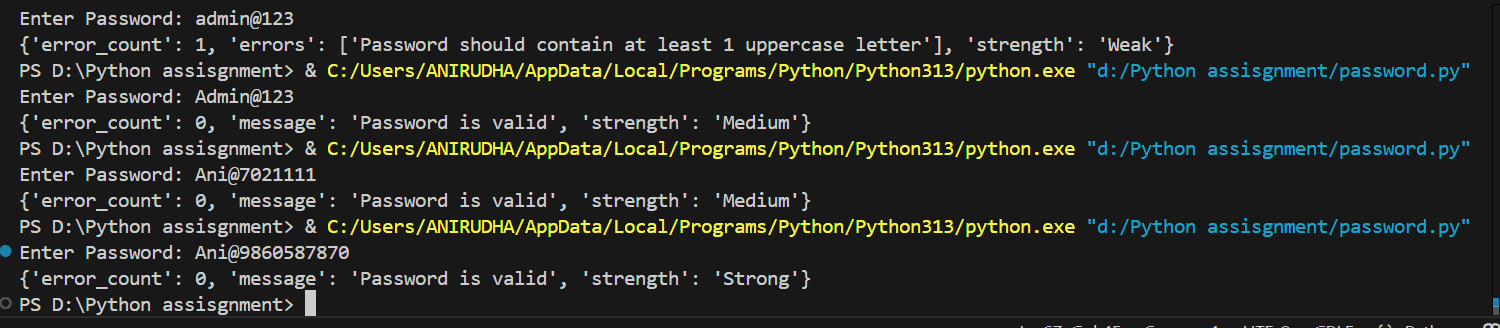 Enter Password: admin@123
{'error_count': 1, 'errors': ['Password should contain at least 1 uppercase letter'], 'strength': 'Weak'}
PS D:\Python assisgnment> & C:/Users/ANIRUDHA/AppData/Local/Programs/Python/Python313/python.exe "d:/Python assisgnment/password.py"
Enter Password: Admin@123
{'error_count': 0, 'message': 'Password is valid', 'strength': 'Medium'}
PS D:\Python assisgnment> & C:/Users/ANIRUDHA/AppData/Local/Programs/Python/Python313/python.exe "d:/Python assisgnment/password.py"
Enter Password: Ani@7021111
{'error_count': 0, 'message': 'Password is valid', 'strength': 'Medium'}
PS D:\Python assisgnment> & C:/Users/ANIRUDHA/AppData/Local/Programs/Python/Python313/python.exe "d:/Python assisgnment/password.py"
Enter Password: Ani@9860587870
{'error_count': 0, 'message': 'Password is valid', 'strength': 'Strong'}
PS D:\Python assisgnment>